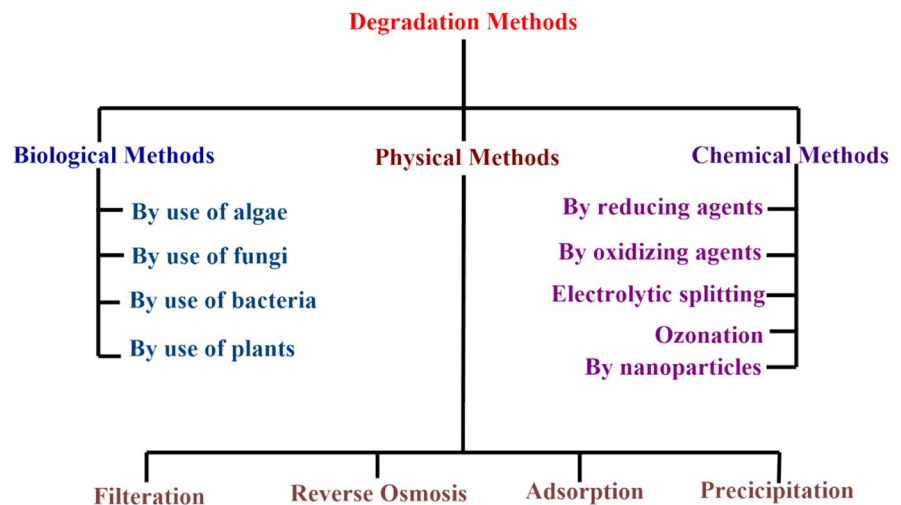 Degradation Methods
Biological Methods
By use of algae
By use of fungi
By use of bacteria
By use of plants
Physical Methods
Filteration
Reverse Osmosis
Adsorption
Precicipitation
Chemical Methods
By reducing agents
By oxidizing agents
Electrolytic splitting
Ozonation
By nanoparticles